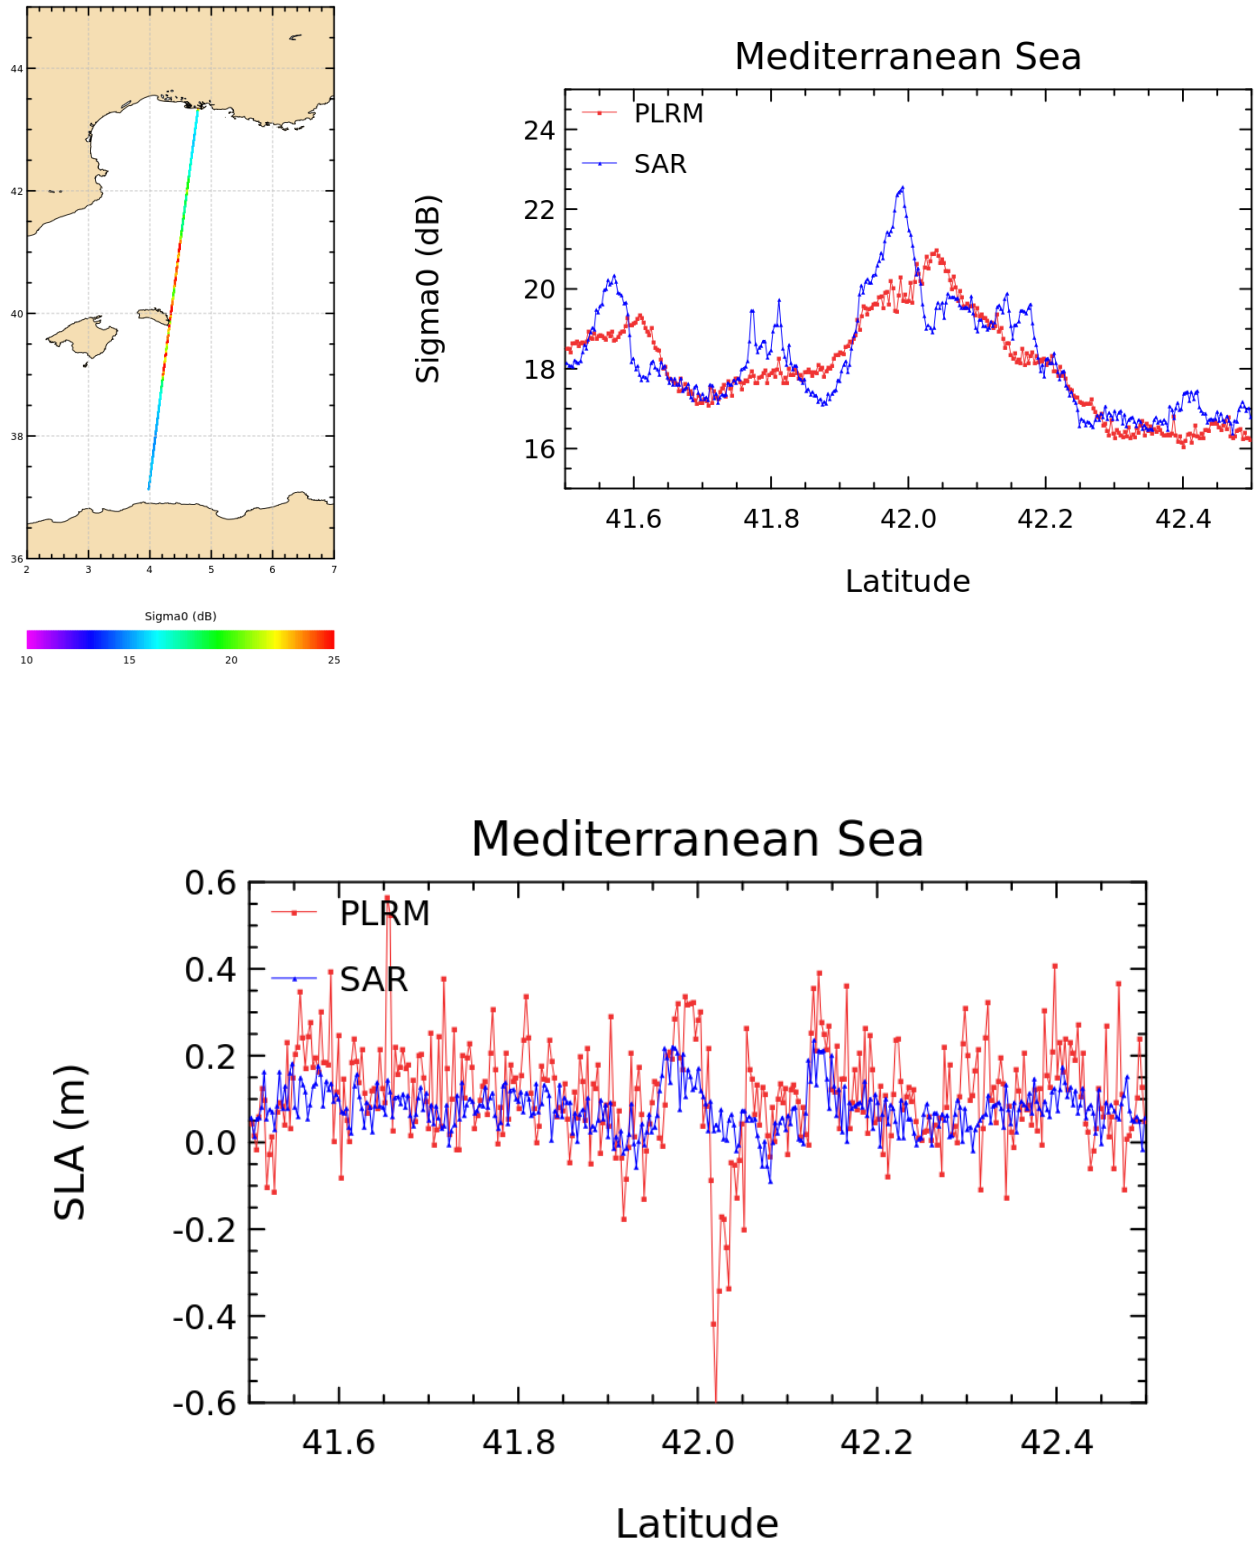 44
42
40
38
36
2 3 4 5 6 7
Sigma0 (dB)
10 15 20 25
Mediterranean Sea
PLRM
SAR
24
22
20
18
16
Sigma0 (dB)
41.6 41.8 42.0 42.2 42.4
Latitude
Mediterranean Sea
PLRM
SAR
0.6
0.4
0.2
0.0
-0.2
-0.4
-0.6
SLA (m)
41.6 41.8 42.0 42.2 42.4
Latitude